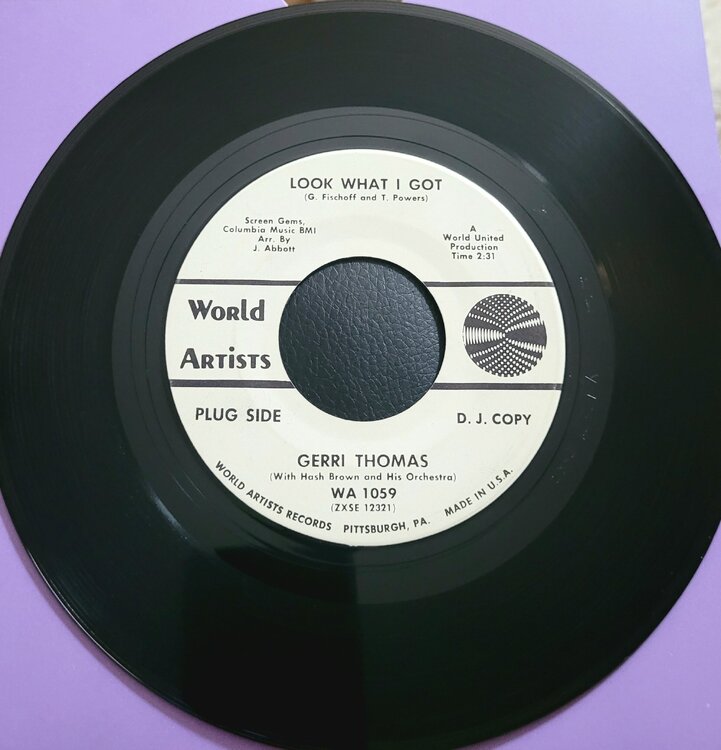 LOOK WHAT I GOT
(G. Fischoff and T. Powers)
Screen Gems,
Columbia Music BMI
Arr. By
J. Abbott
A
World United
Production
Time 2:31
World
Artists
PLUG SIDE
D. J. COPY
GERRI THOMAS
(With Hash Brown and His Orchestra)
WA 1059
(ZXSE 12321)
WORLD ARTISTS RECORDS PITTSBURGH, PA. MADE IN U.S.A.